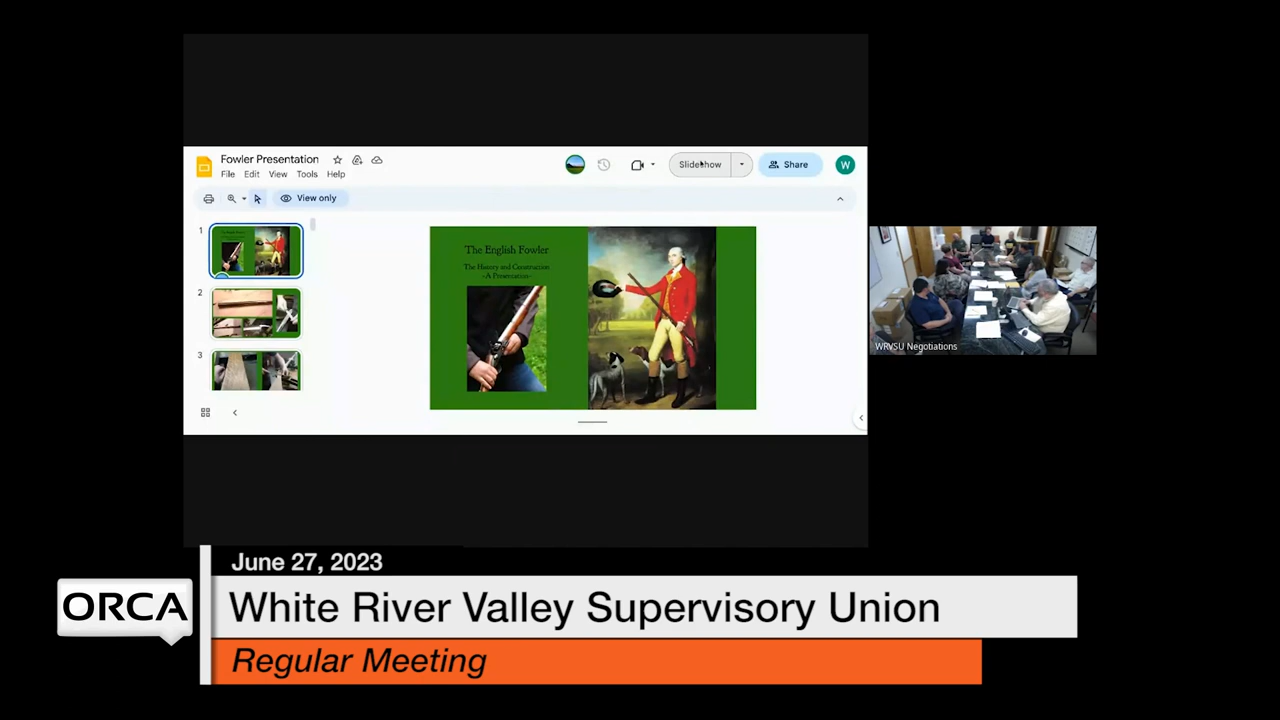 Fowler Presentation
File Edit View Tools Help
Slideshow
Share
W
View only
1
2
3
The English Fowler
The History and Construction
~A Presentation~
WRVSU Negotiations
June 27, 2023
ORCA
White River Valley Supervisory Union
Regular Meeting